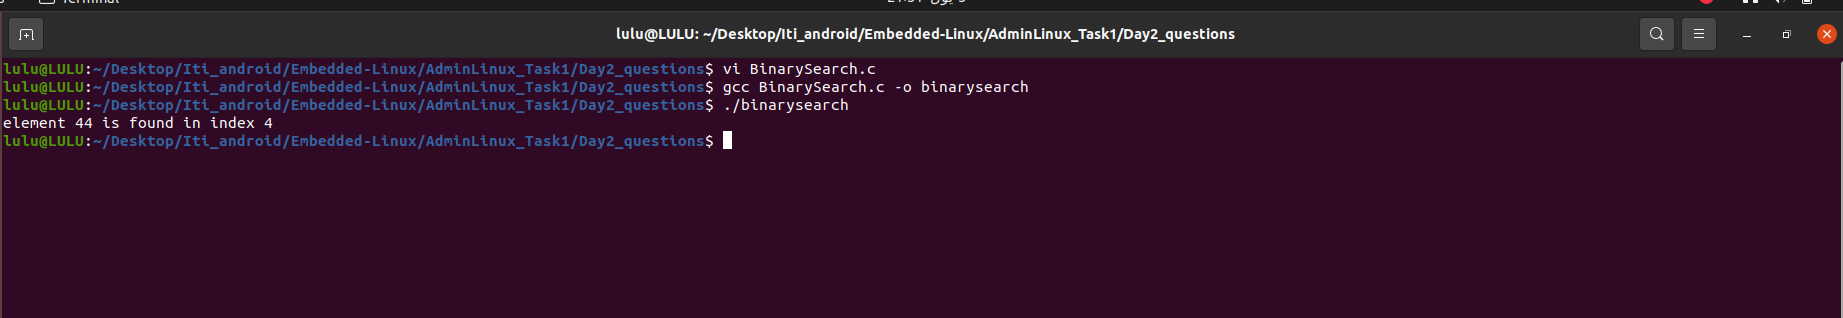 Terminal
lulu@LULU: ~/Desktop/Iti_android/Embedded-Linux/AdminLinux_Task1/Day2_questions
lulu@LULU:~/Desktop/Iti_android/Embedded-Linux/AdminLinux_Task1/Day2_questions$ vi BinarySearch.c
lulu@LULU:~/Desktop/Iti_android/Embedded-Linux/AdminLinux_Task1/Day2_questions$ gcc BinarySearch.c -o binarysearch
lulu@LULU:~/Desktop/Iti_android/Embedded-Linux/AdminLinux_Task1/Day2_questions$ ./binarysearch
element 44 is found in index 4
lulu@LULU:~/Desktop/Iti_android/Embedded-Linux/AdminLinux_Task1/Day2_questions$